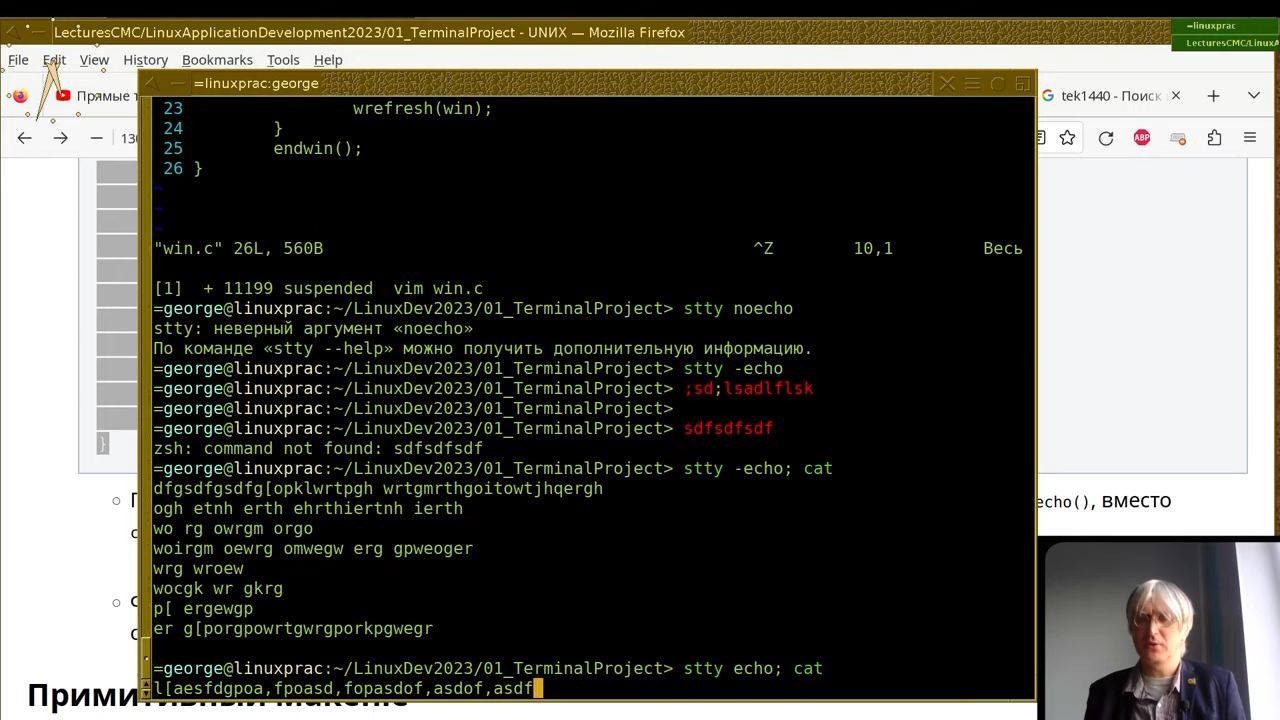 LecturesCMC/LinuxApplicationDevelopment2023/01_TerminalProject - UNИX — Mozilla Firefox
=linuxprac
LecturesCMC/LinuxA
File Edit View History Bookmarks Tools Help
=linuxprac:george
Прямые т
tek1440 - Поиск
130
ABP
23 wrefresh(win);
24 }
25 endwin();
26 }
~
~
~
"win.c" 26L, 560B ^Z 10,1 Весь
[1] + 11199 suspended vim win.c
=george@linuxprac:~/LinuxDev2023/01_TerminalProject> stty noecho
stty: неверный аргумент «noecho»
По команде «stty --help» можно получить дополнительную информацию.
=george@linuxprac:~/LinuxDev2023/01_TerminalProject> stty -echo
=george@linuxprac:~/LinuxDev2023/01_TerminalProject> ;sd;lsadlflsk
=george@linuxprac:~/LinuxDev2023/01_TerminalProject>
=george@linuxprac:~/LinuxDev2023/01_TerminalProject> sdfsdfsdf
zsh: command not found: sdfsdfsdf
=george@linuxprac:~/LinuxDev2023/01_TerminalProject> stty -echo; cat
dfgsdfgsdfg[opklwrtpgh wrtgmrthgoitowtjhqergh
ogh etnh erth ehrthiertnh ierth
wo rg owrgm orgo
woirgm oewrg omwegw erg gpweoger
wrg wroew
wocgk wr gkrg
p[ ergewgp
er g[porgpowrtgwrgporkpgwegr
=george@linuxprac:~/LinuxDev2023/01_TerminalProject> stty echo; cat
l[aesfdgpoa,fpoasd,fopasdof,asdof,asdf
}
echo(), вместо